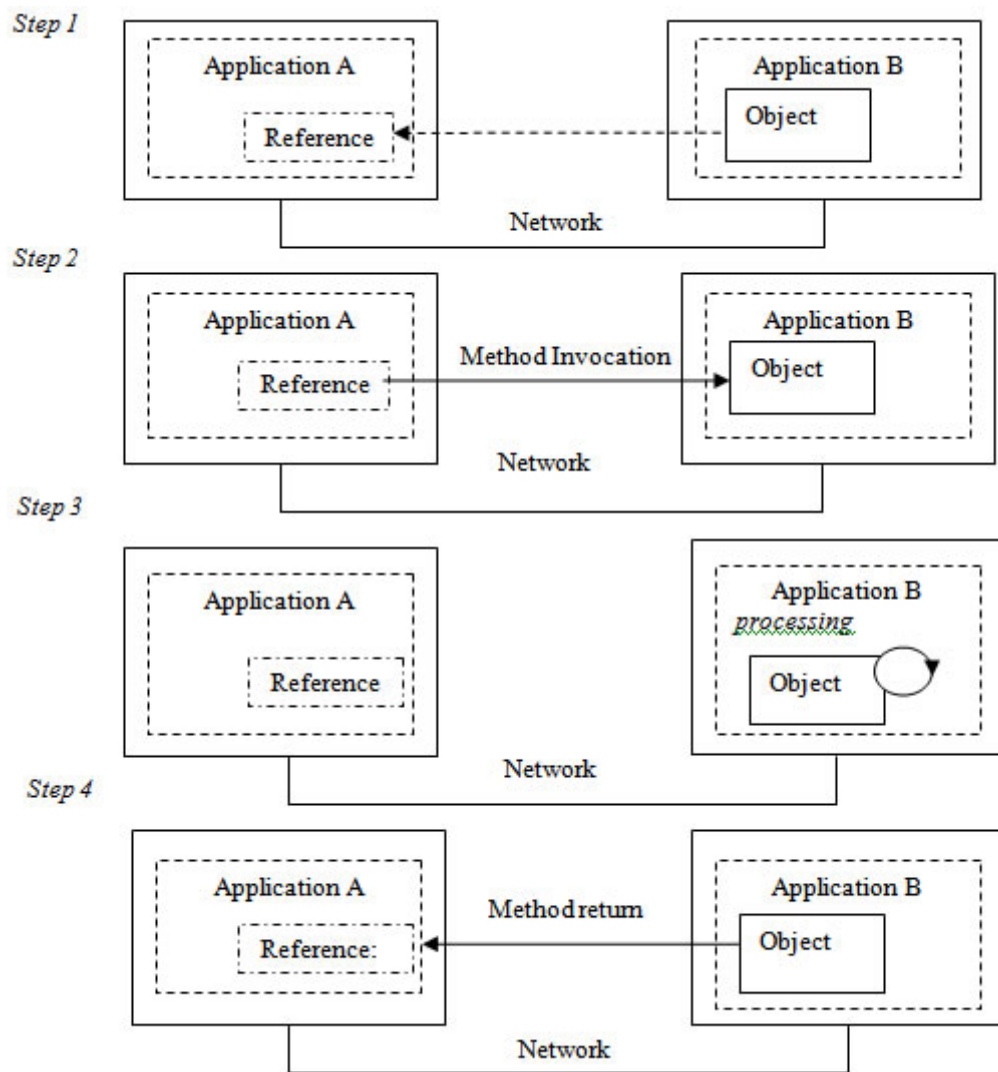 Step 1
Application A
Application B
Object
Reference
Network
Step 2
Application A
Application B
Method Invocation
Object
Reference
Network
Step 3
Application A
Application B
processing
Reference
Object
Network
Step 4
Application A
Application B
Method return
Object
Reference:
Network